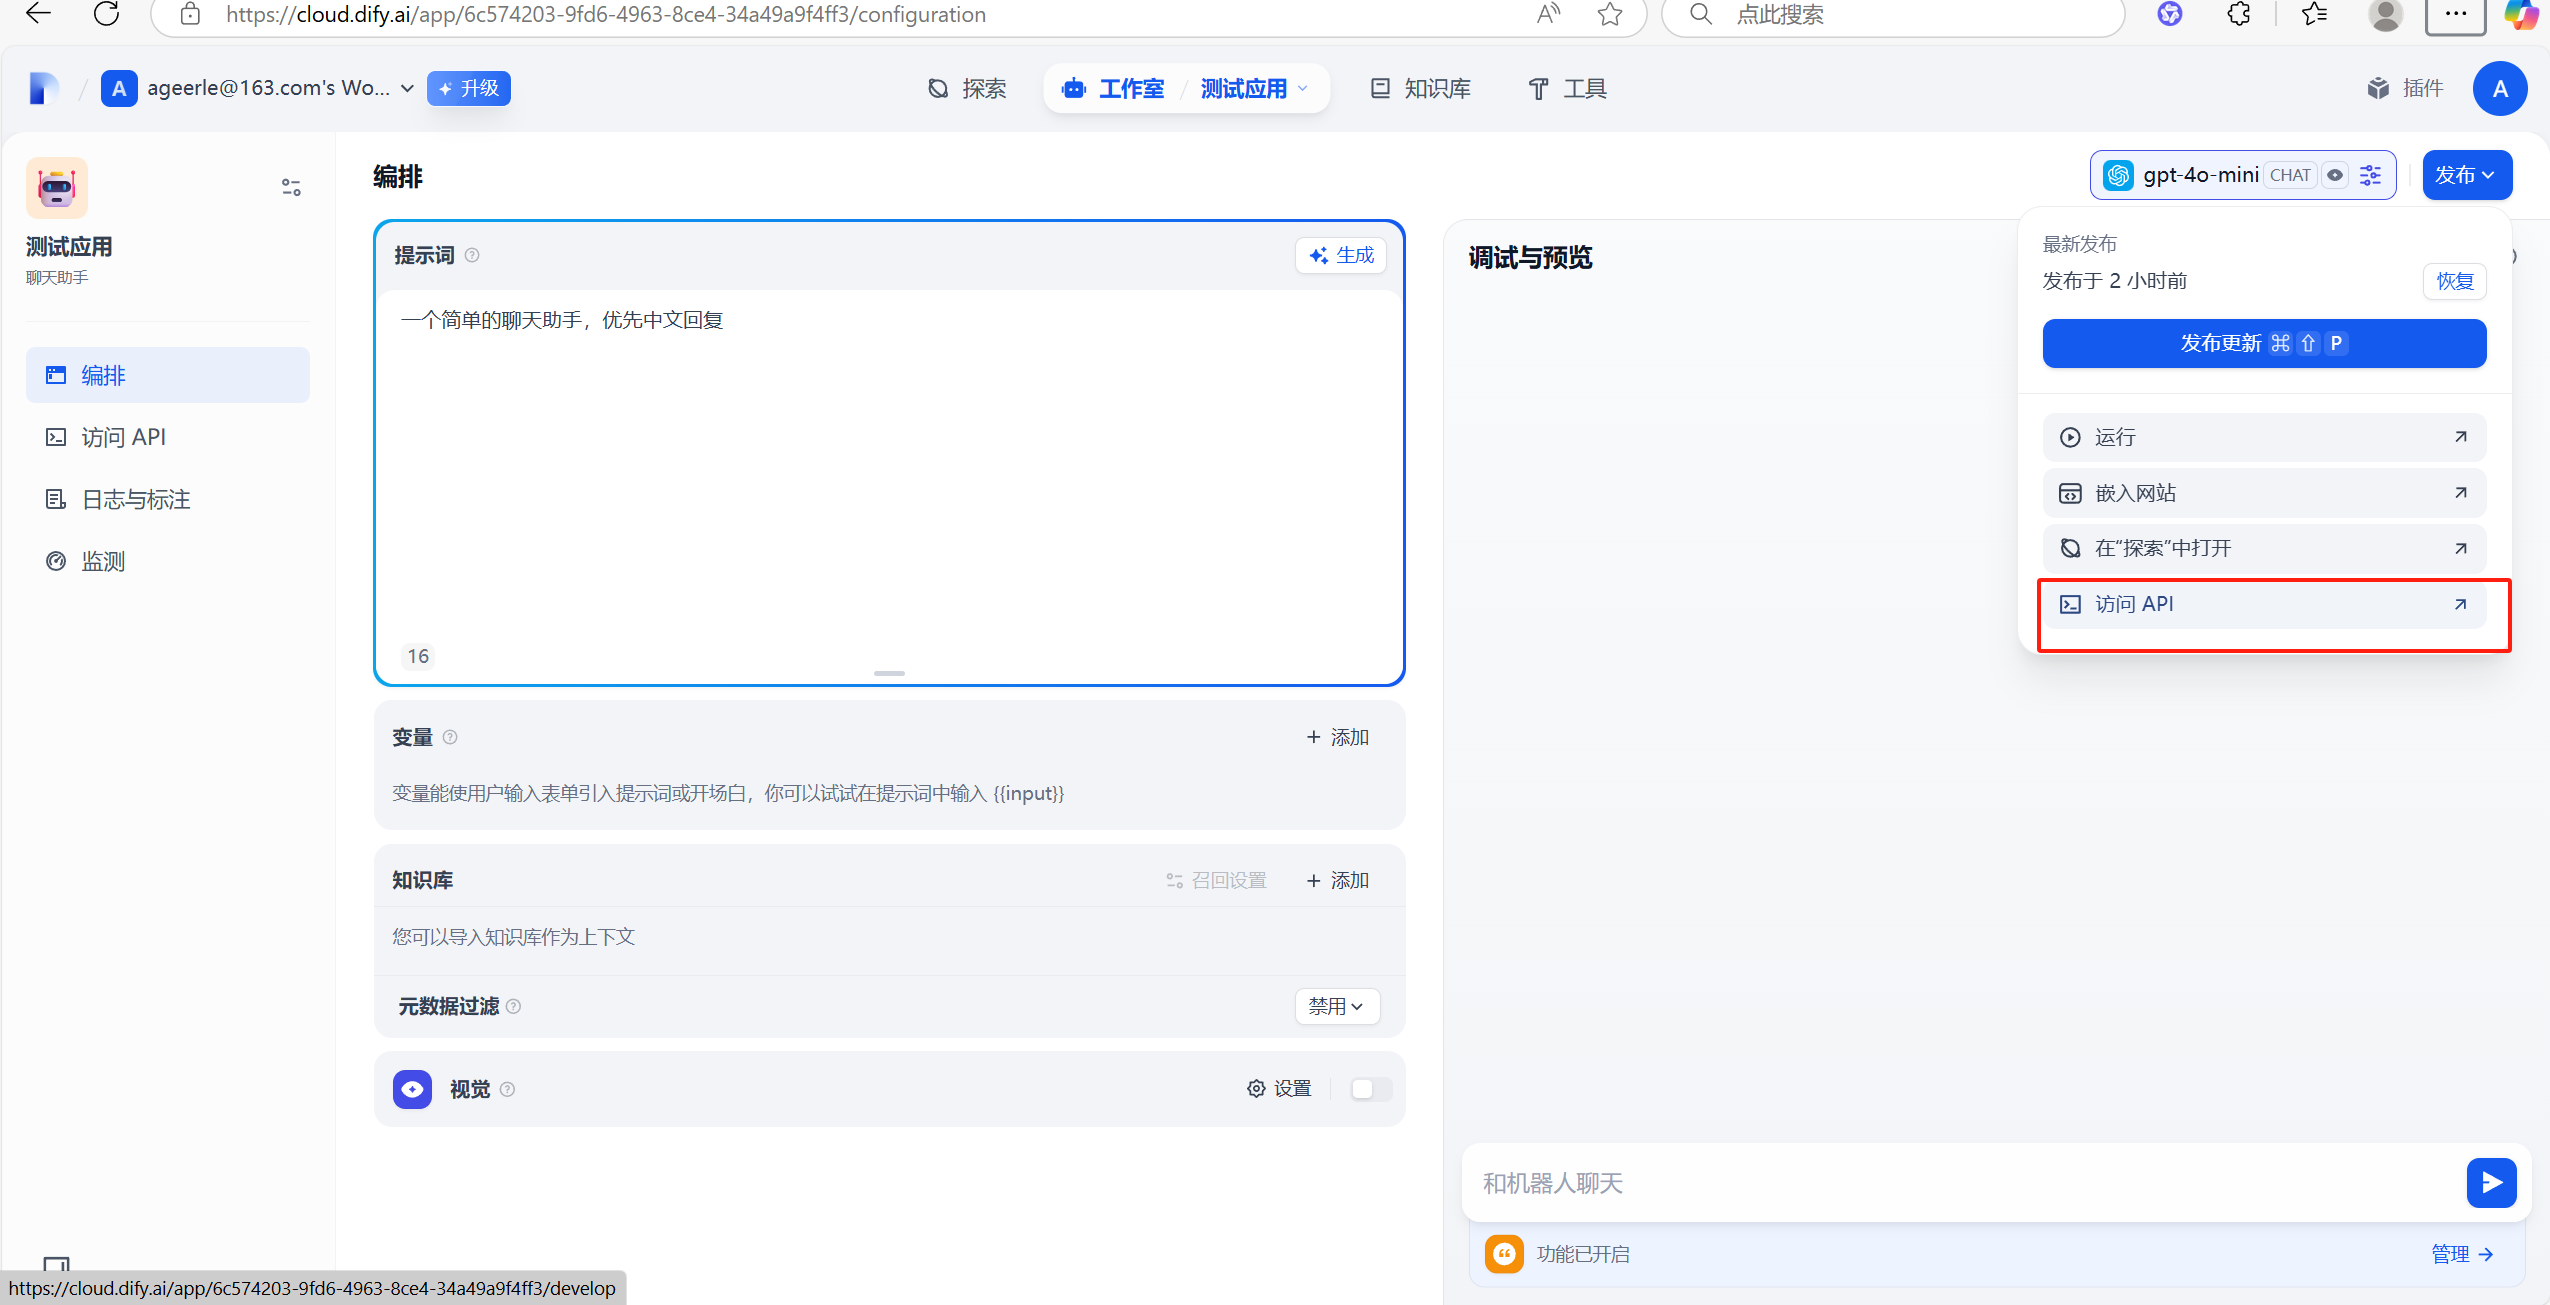 https://cloud.dify.ai/app/6c574203-9fd6-4963-8ce4-34a49a9f4ff3/configuration
点此搜索
A ageerle@163.com's Wo...
升级
探索
工作室 / 测试应用
知识库
工具
插件
A
测试应用
聊天助手
编排
访问 API
日志与标注
监测
编排
gpt-4o-mini CHAT
发布
提示词
生成
一个简单的聊天助手，优先中文回复
16
变量
+ 添加
变量能使用户输入表单引入提示词或开场白，你可以试试在提示词中输入 {{input}}
知识库
召回设置
+ 添加
您可以导入知识库作为上下文
元数据过滤
禁用
视觉
设置
调试与预览
最新发布
发布于 2 小时前
恢复
发布更新 ⌘ ⇧ P
运行
嵌入网站
在“探索”中打开
访问 API
和机器人聊天
功能已开启
管理 →
https://cloud.dify.ai/app/6c574203-9fd6-4963-8ce4-34a49a9f4ff3/develop